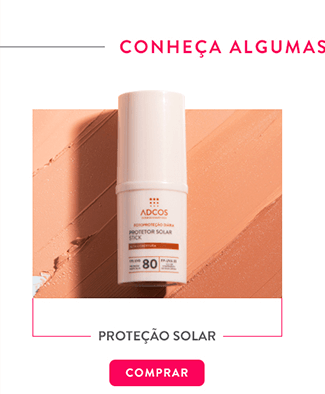 CONHEÇA ALGUMAS
ADCOS
PROTETOR SOLAR
STICK
80
PROTEÇÃO SOLAR
COMPRAR